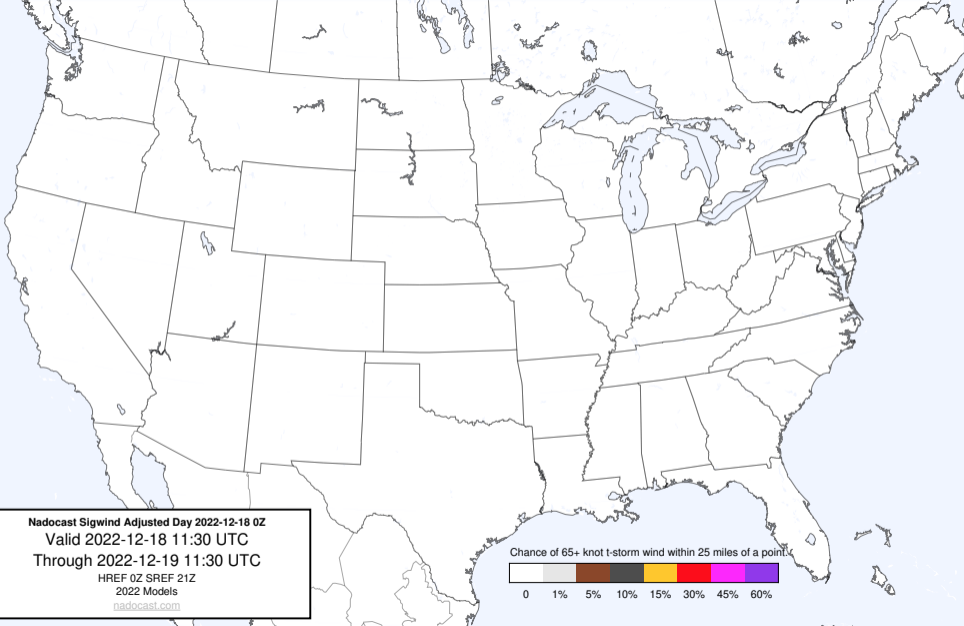 Nadocast Sigwind Adjusted Day 2022-12-18 0Z
Valid 2022-12-18 11:30 UTC
Through 2022-12-19 11:30 UTC
HREF 0Z SREF 21Z
2022 Models
nadocast.com
Chance of 65+ knot t-storm wind within 25 miles of a point.
0 1% 5% 10% 15% 30% 45% 60%